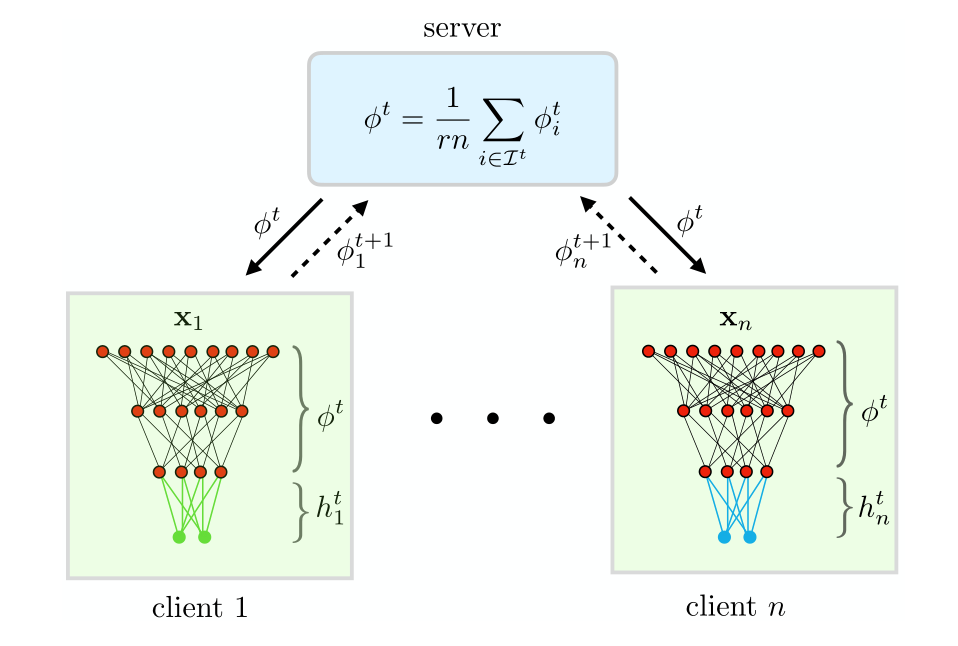 server
ϕ^t = 1/(rn) ∑_{i∈𝓘^t} ϕ_i^t
ϕ^t
ϕ_1^{t+1}
ϕ_n^{t+1}
ϕ^t
𝐱_1
ϕ^t
h_1^t
client 1
𝐱_n
ϕ^t
h_n^t
client n